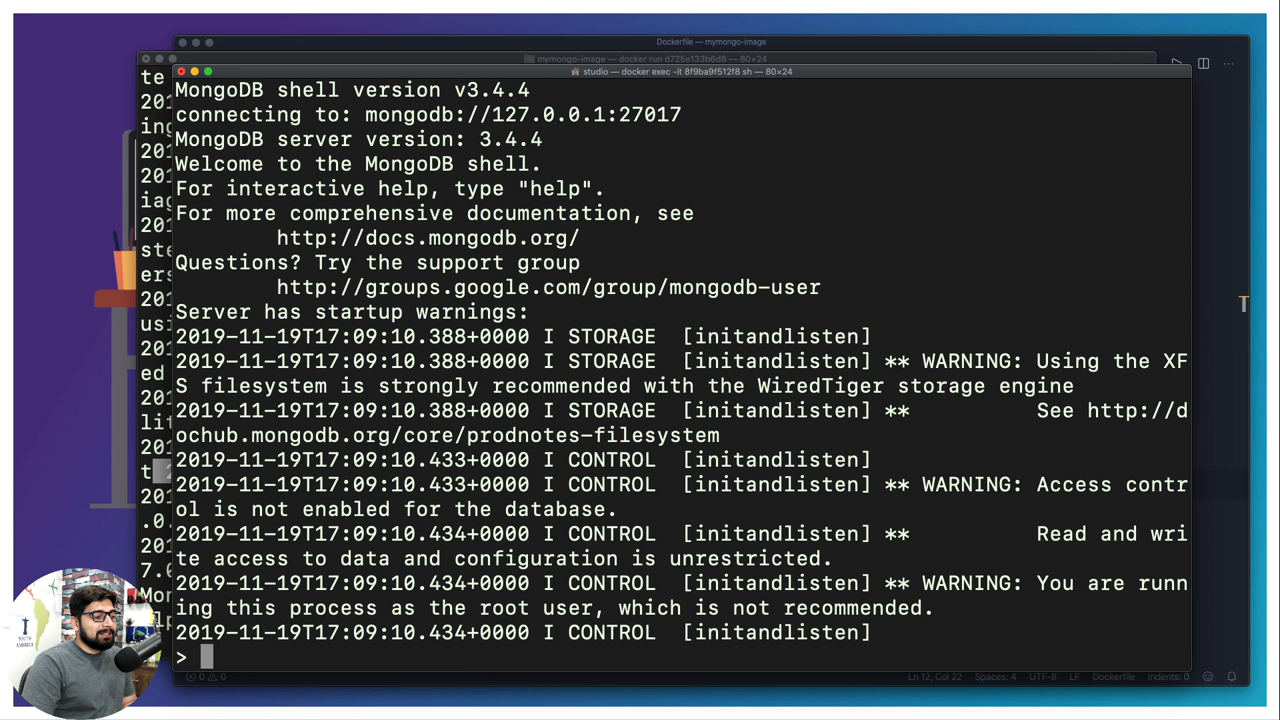 Dockerfile — mymongo-image
mymongo-image — docker run d725e133b6d8 — 80×24
studio — docker exec -it 8f9ba9f512f8 sh — 80×24
MongoDB shell version v3.4.4
connecting to: mongodb://127.0.0.1:27017
MongoDB server version: 3.4.4
Welcome to the MongoDB shell.
For interactive help, type "help".
For more comprehensive documentation, see
http://docs.mongodb.org/
Questions? Try the support group
http://groups.google.com/group/mongodb-user
Server has startup warnings:
2019-11-19T17:09:10.388+0000 I STORAGE  [initandlisten]
2019-11-19T17:09:10.388+0000 I STORAGE  [initandlisten] ** WARNING: Using the XF
S filesystem is strongly recommended with the WiredTiger storage engine
2019-11-19T17:09:10.388+0000 I STORAGE  [initandlisten] **          See http://d
ochub.mongodb.org/core/prodnotes-filesystem
2019-11-19T17:09:10.433+0000 I CONTROL  [initandlisten]
2019-11-19T17:09:10.433+0000 I CONTROL  [initandlisten] ** WARNING: Access contr
ol is not enabled for the database.
2019-11-19T17:09:10.434+0000 I CONTROL  [initandlisten] **          Read and wri
te access to data and configuration is unrestricted.
2019-11-19T17:09:10.434+0000 I CONTROL  [initandlisten] ** WARNING: You are runn
ing this process as the root user, which is not recommended.
2019-11-19T17:09:10.434+0000 I CONTROL  [initandlisten]
>
0 0 Ln 12, Col 22 Spaces: 4 UTF-8 LF Dockerfile Indents: 0
SOUTH
AMERICA